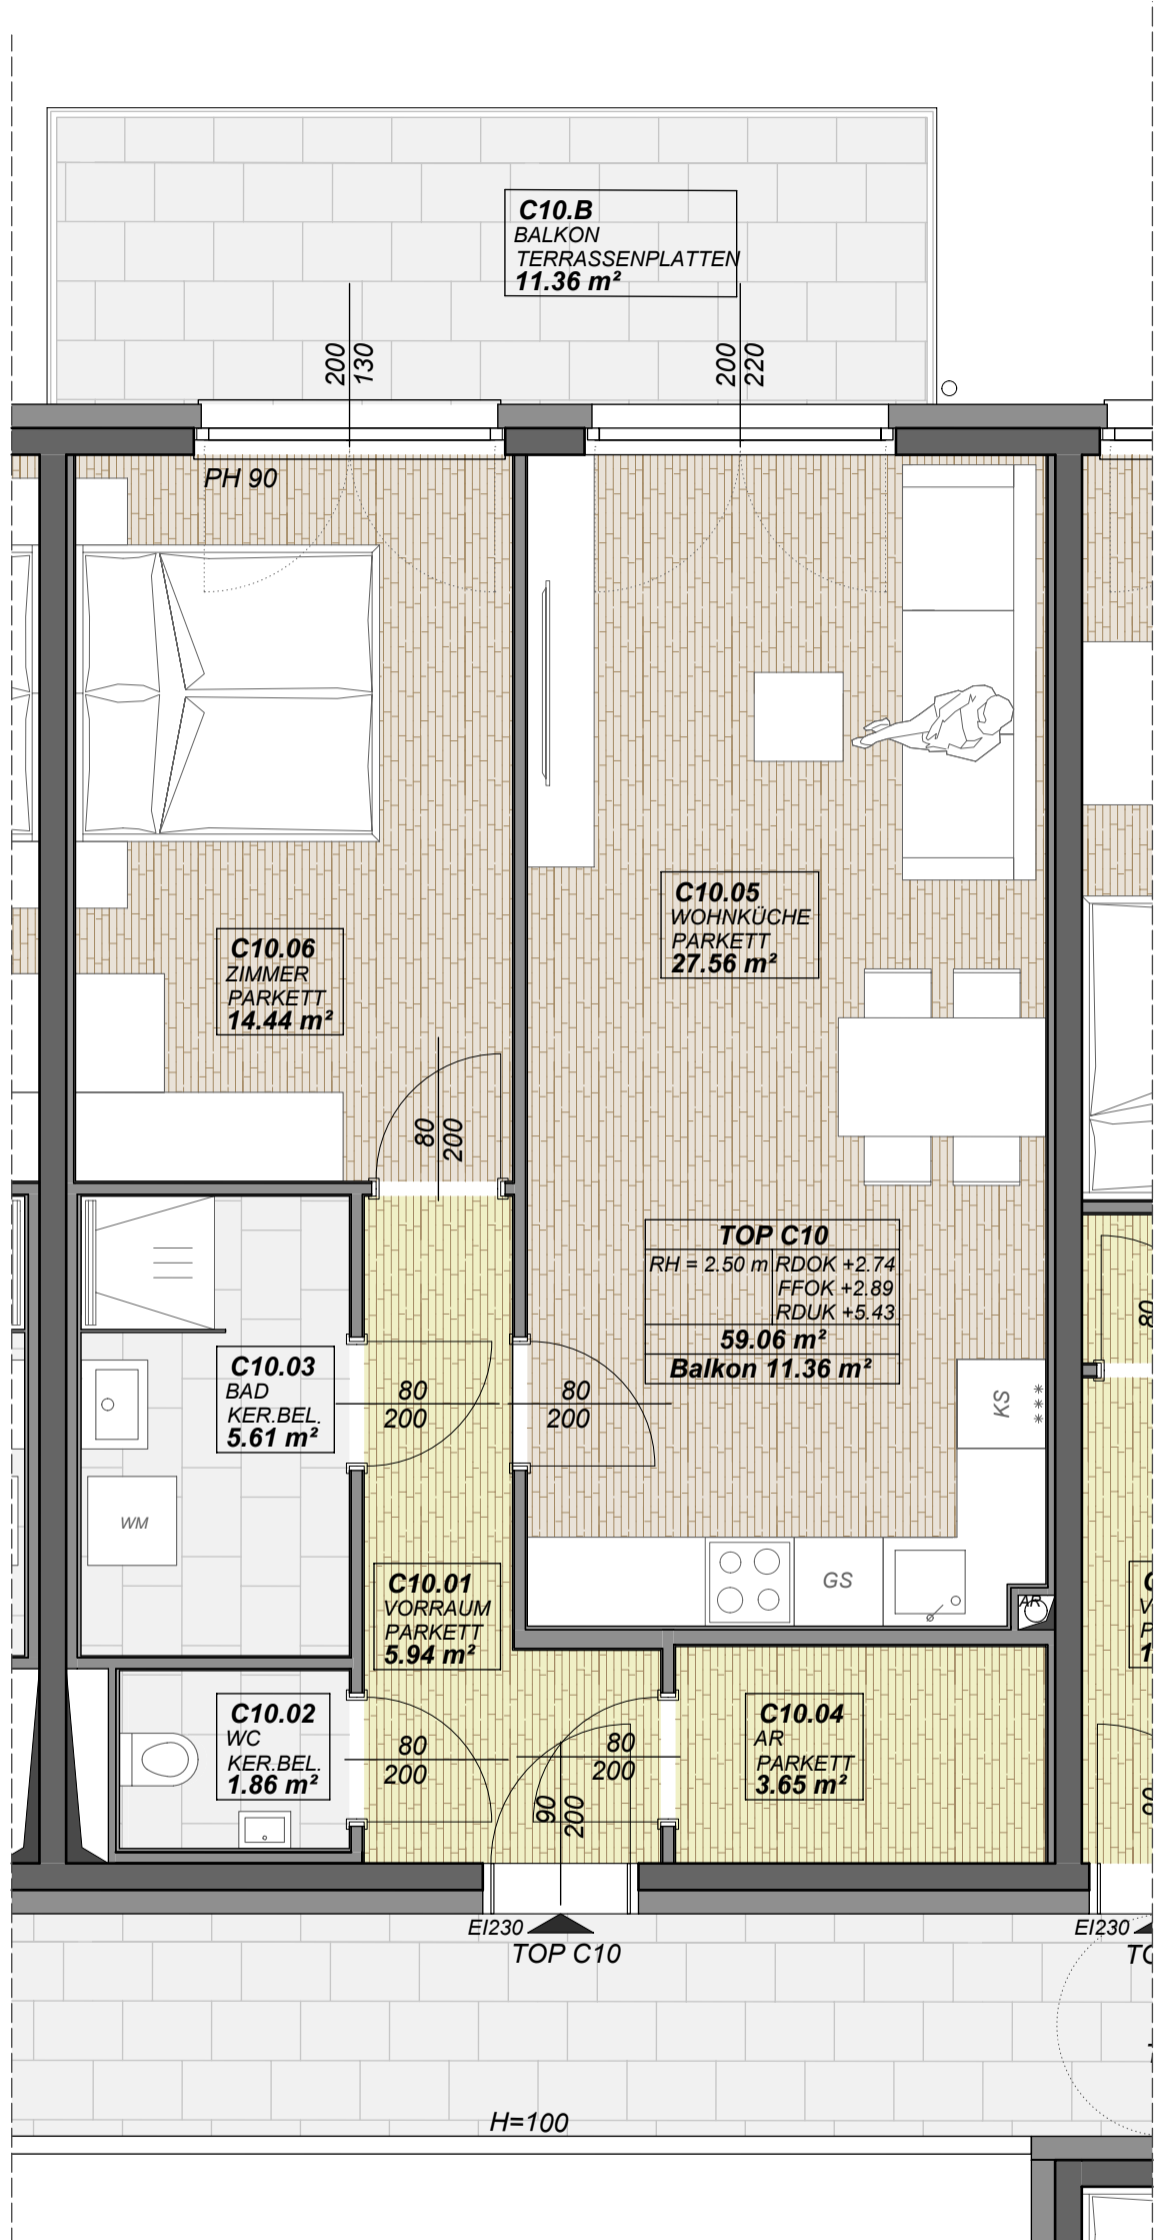 C10.B
BALKON
TERRASSENPLATTEN
11.36 m²
200
130
200
220
PH 90
C10.05
WOHNKÜCHE
PARKETT
27.56 m²
C10.06
ZIMMER
PARKETT
14.44 m²
80
200
TOP C10
RH = 2.50 m
RDOK +2.74
FFOK +2.89
RDUK +5.43
59.06 m²
Balkon 11.36 m²
80
C10.03
BAD
KER.BEL.
5.61 m²
80
200
80
200
KS
WM
GS
AR
C10.01
VORRAUM
PARKETT
5.94 m²
C10.02
WC
KER.BEL.
1.86 m²
80
200
80
200
90
200
C10.04
AR
PARKETT
3.65 m²
90
EI230
TOP C10
EI230
H=100